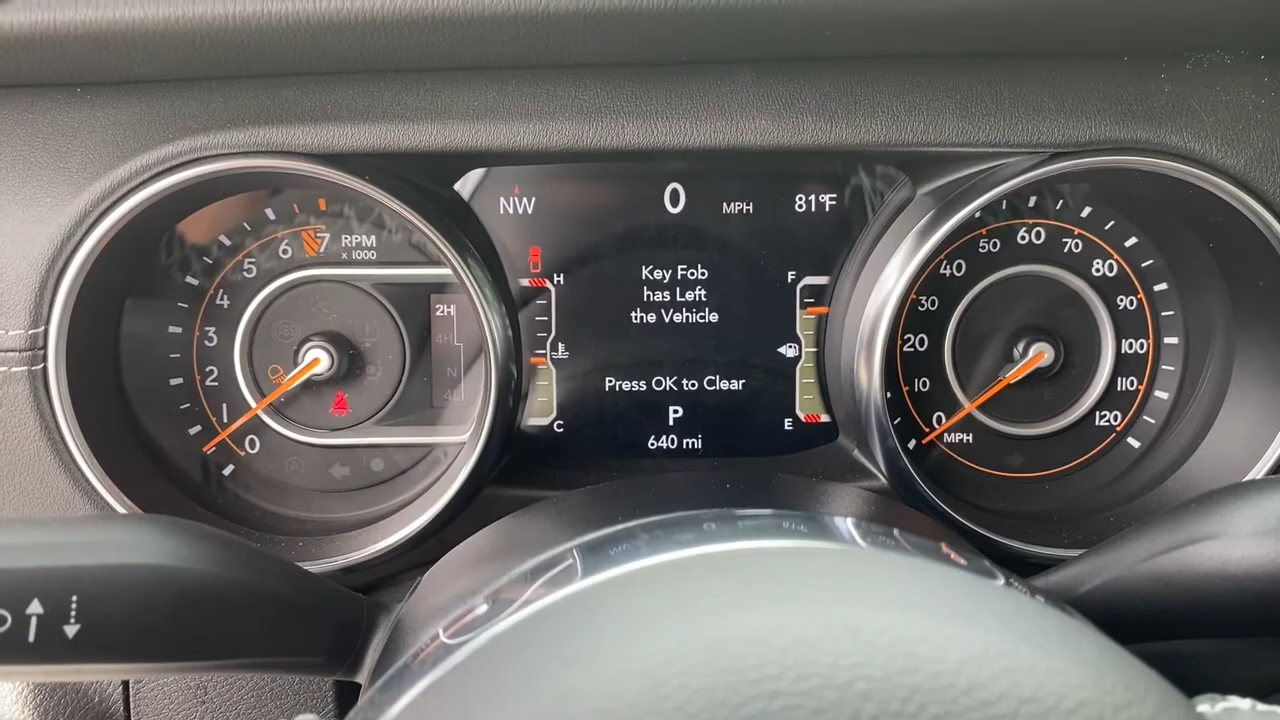 NW 0 MPH 81°F
7
6
RPM
x 1000
5
4
3
2
1
0
2H
4H
N
4L
H
C
Key Fob
has Left
the Vehicle
Press OK to Clear
P
640 mi
F
E
60
50 70
40 80
30 90
20 100
10 110
0 120
MPH